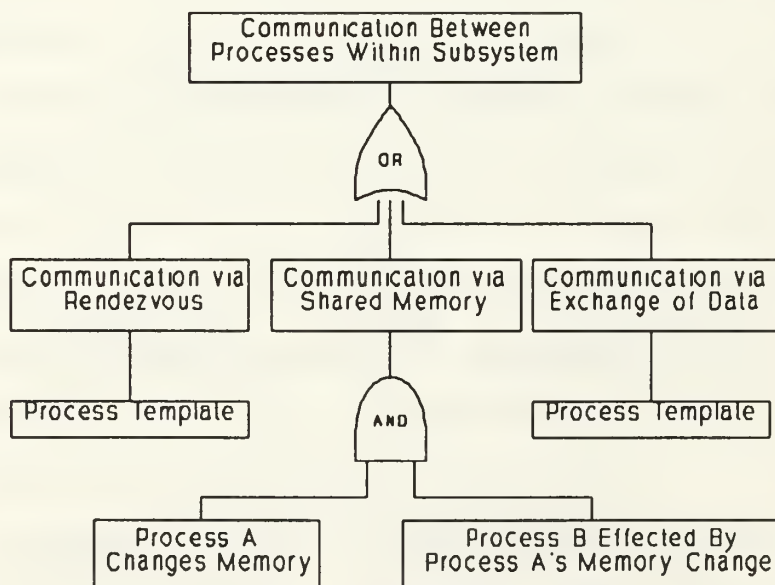 Communication Between
Processes Within Subsystem
OR
Communication via
Rendezvous
Communication via
Shared Memory
Communication via
Exchange of Data
Process Template
AND
Process Template
Process A
Changes Memory
Process B Effected By
Process A's Memory Change